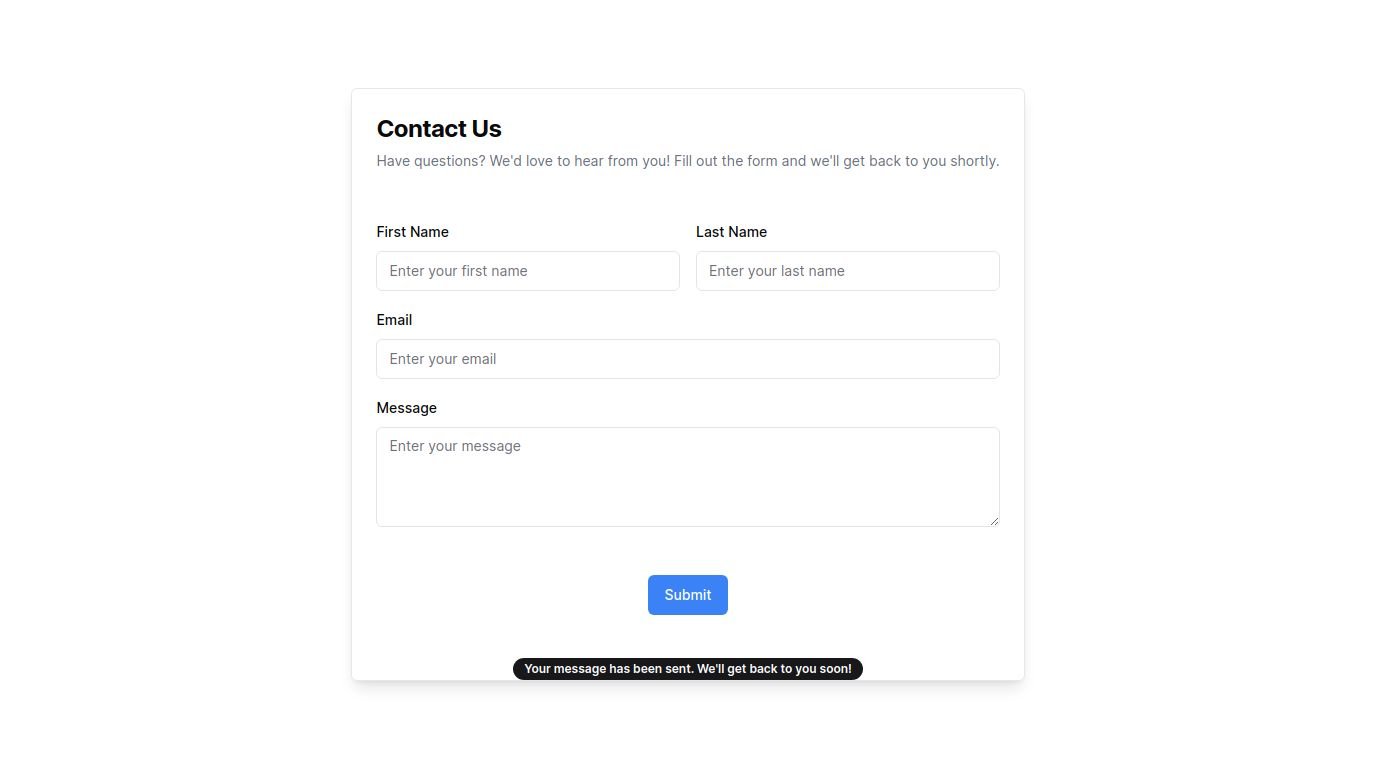 Contact Us
Have questions? We'd love to hear from you! Fill out the form and we'll get back to you shortly.
First Name
Last Name
Enter your first name
Enter your last name
Email
Enter your email
Message
Enter your message
Submit
Your message has been sent. We'll get back to you soon!